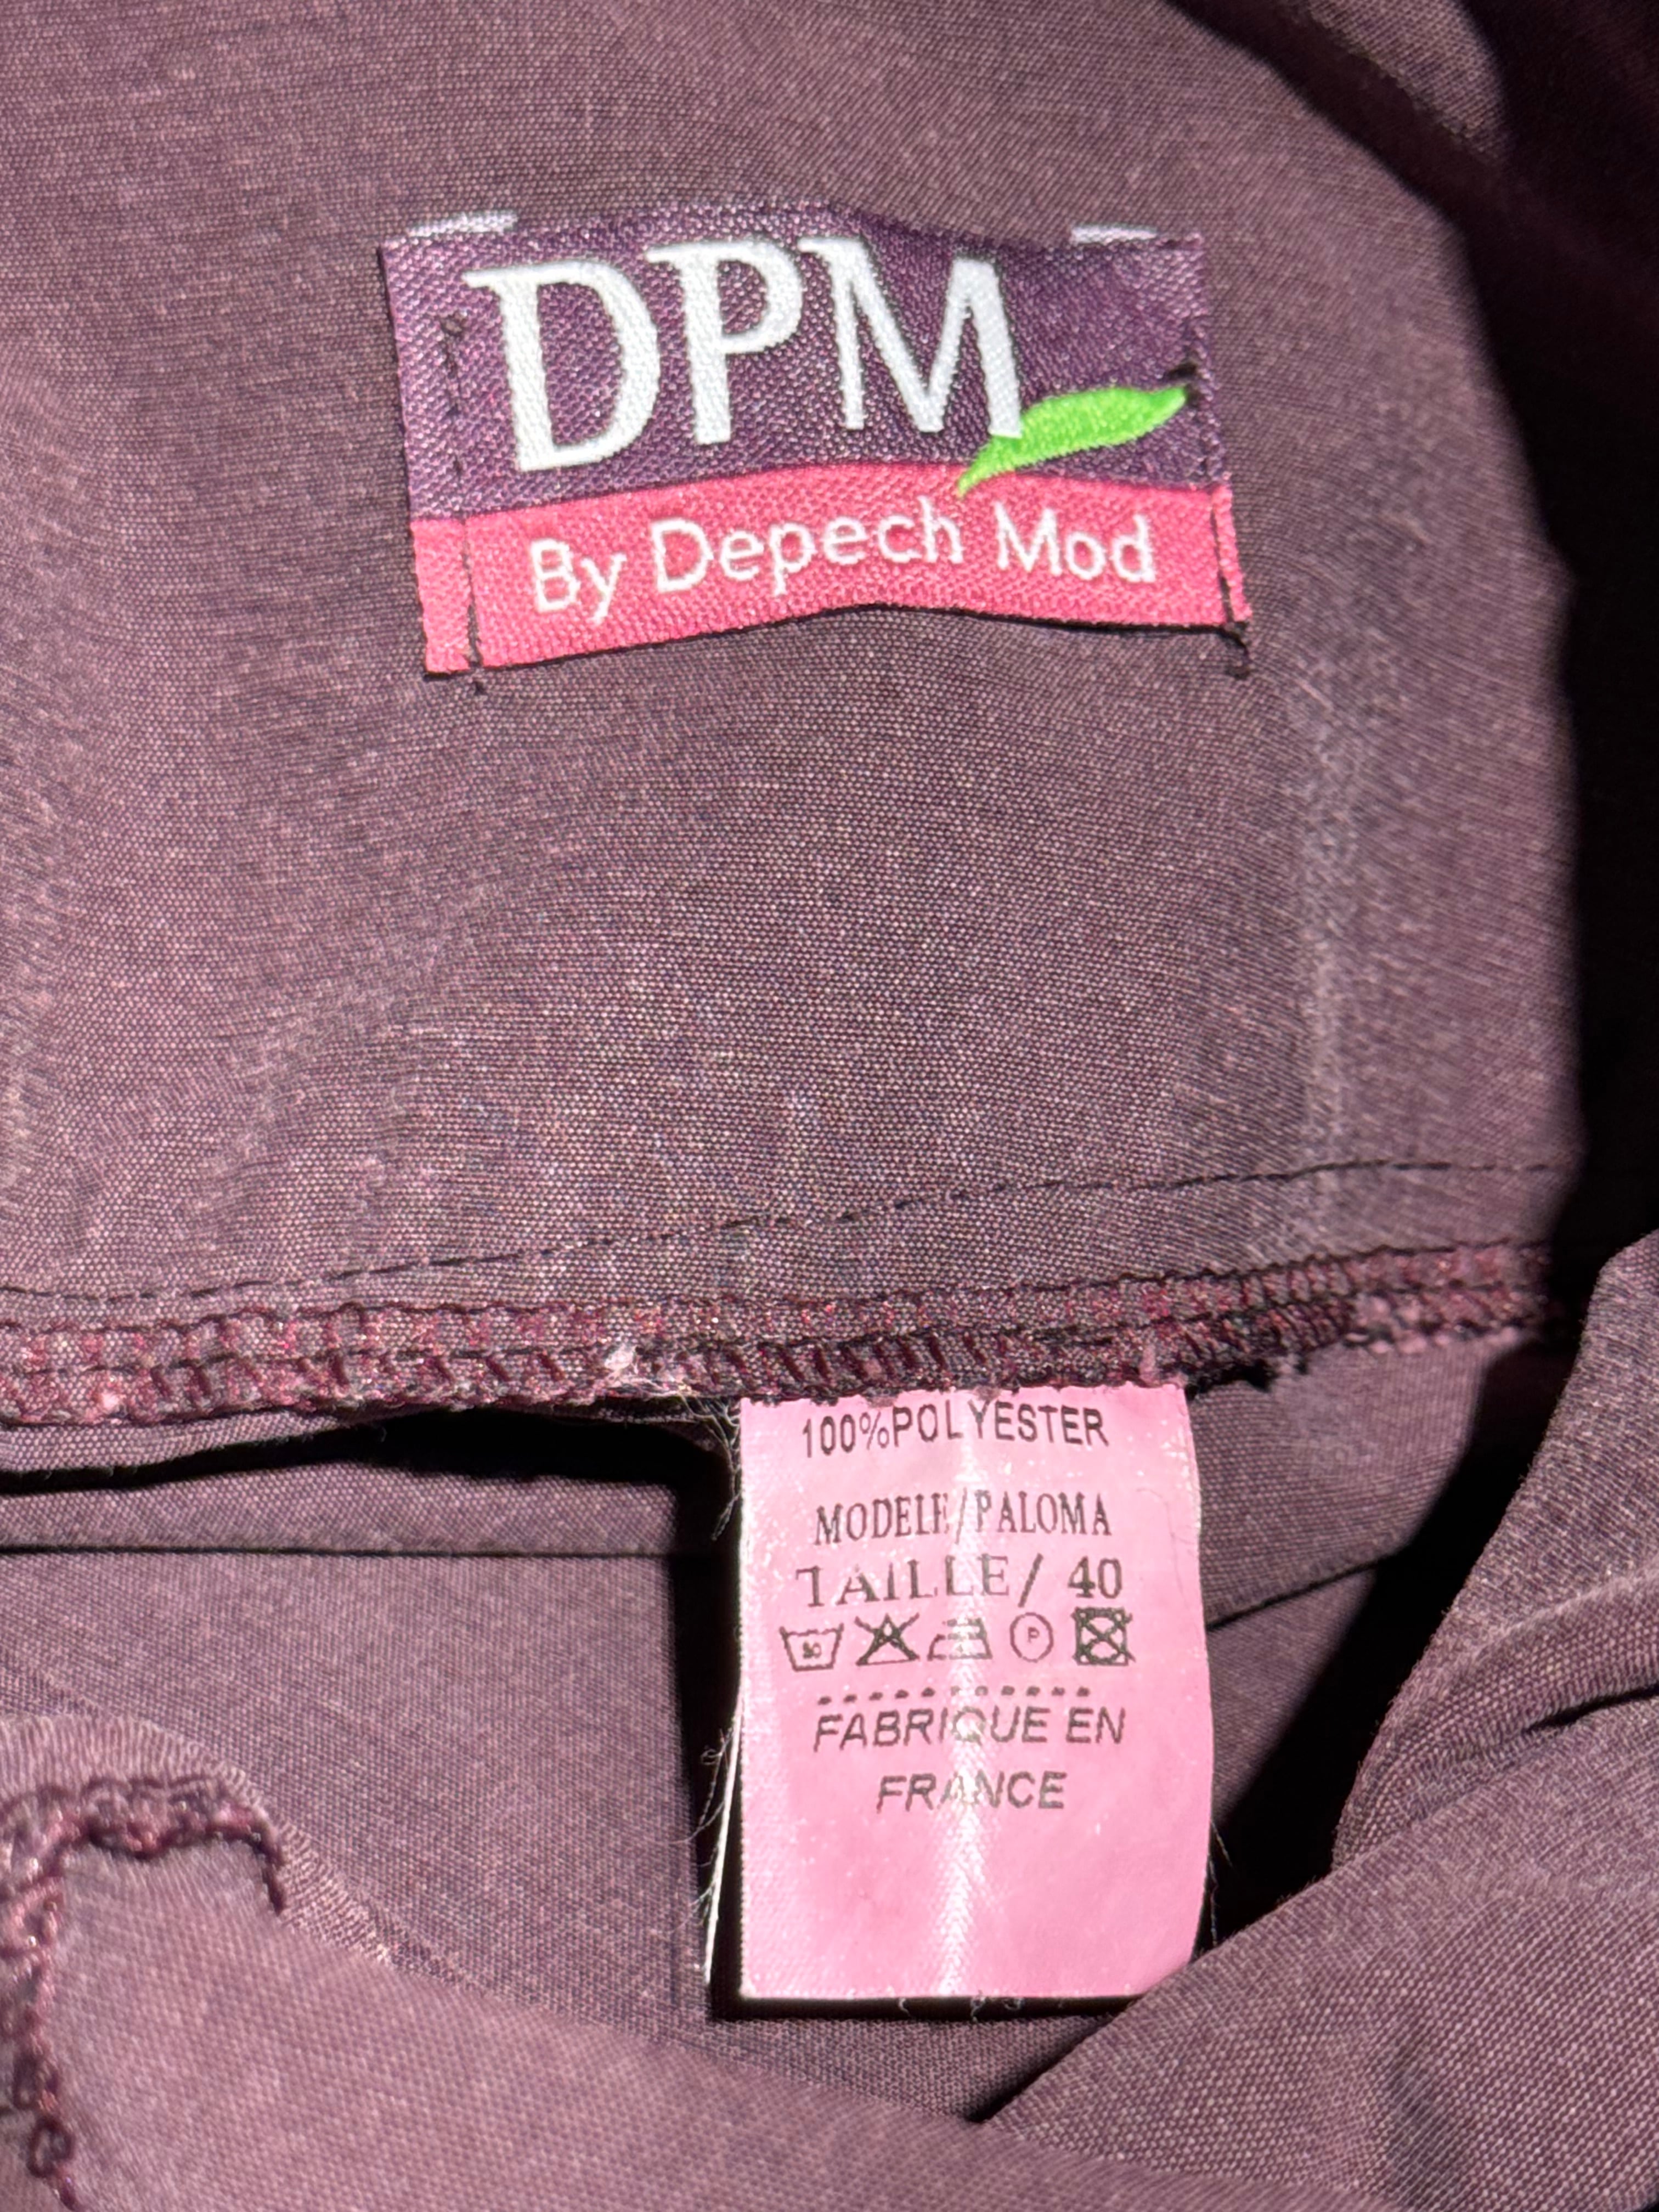 DPM
By Depech Mod
100%POLYESTER
MODELE/PALOMA
TAILLE/ 40
P
FABRIQUE EN
FRANCE